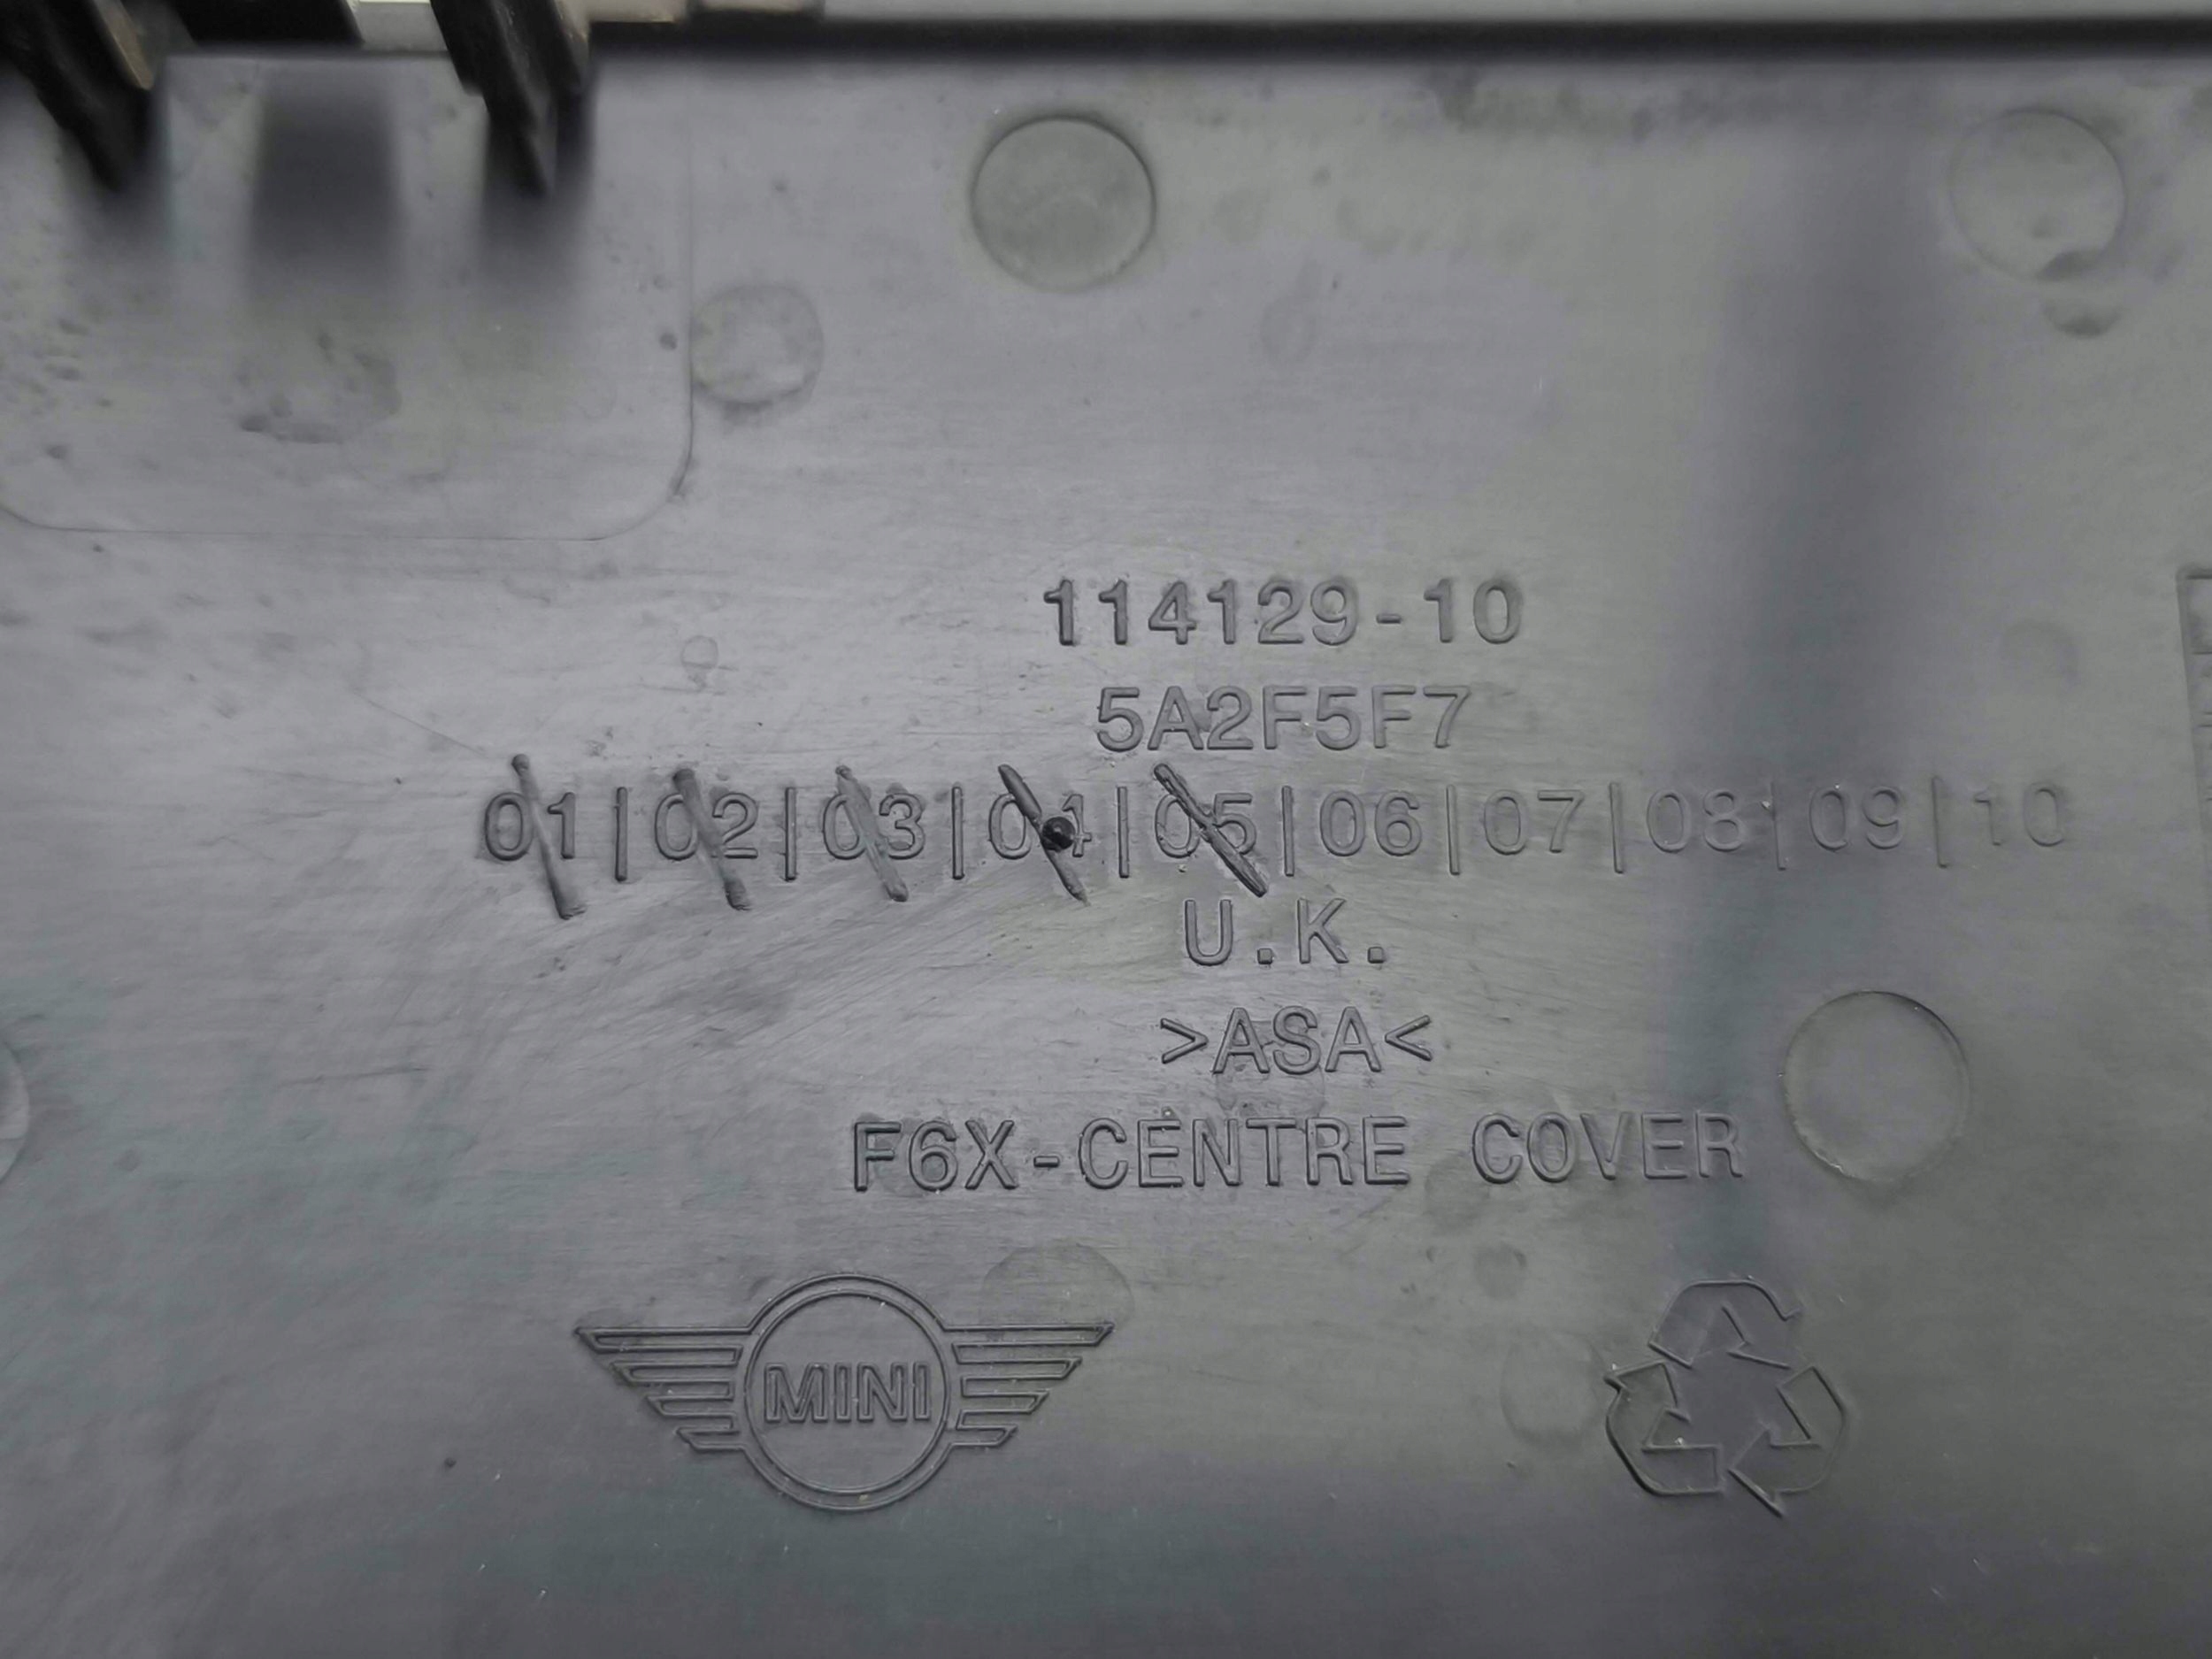 114129-10
5A2F5F7
01|02|03|04|05|06|07|08|09|10
U.K.
>ASA<
F6X-CENTRE COVER
MINI